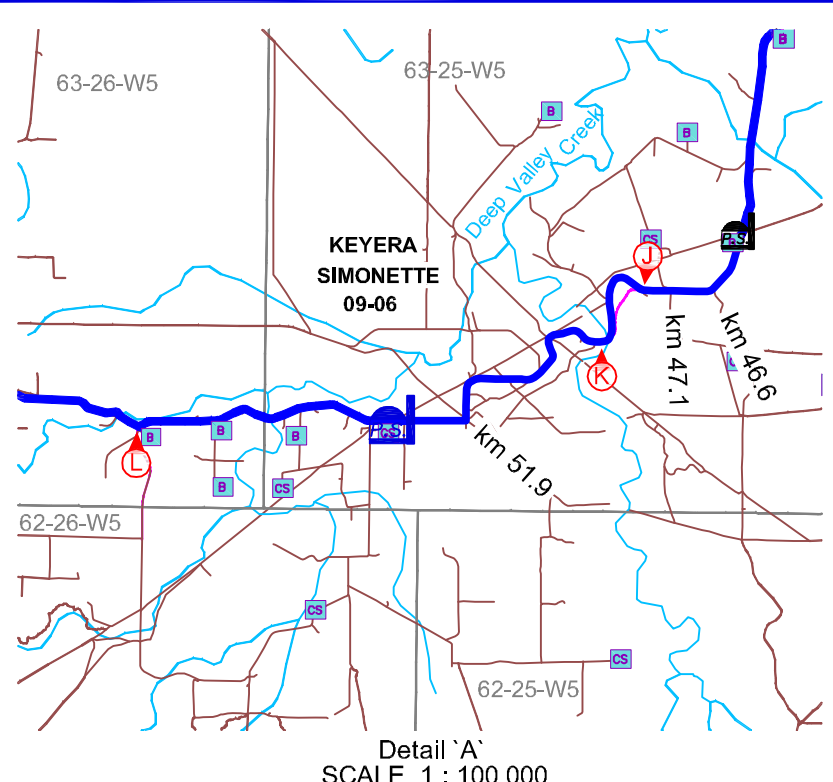 B
63-26-W5
63-25-W5
B
B
Deep Valley Creek
KEYERA
SIMONETTE
09-06
CS
J
P.S.
km 47.1
km 46.6
K
B
B
B
P.S.
CS
L
B
CS
km 51.9
62-26-W5
CS
CS
62-25-W5
Detail `A`
SCALE 1 : 100 000